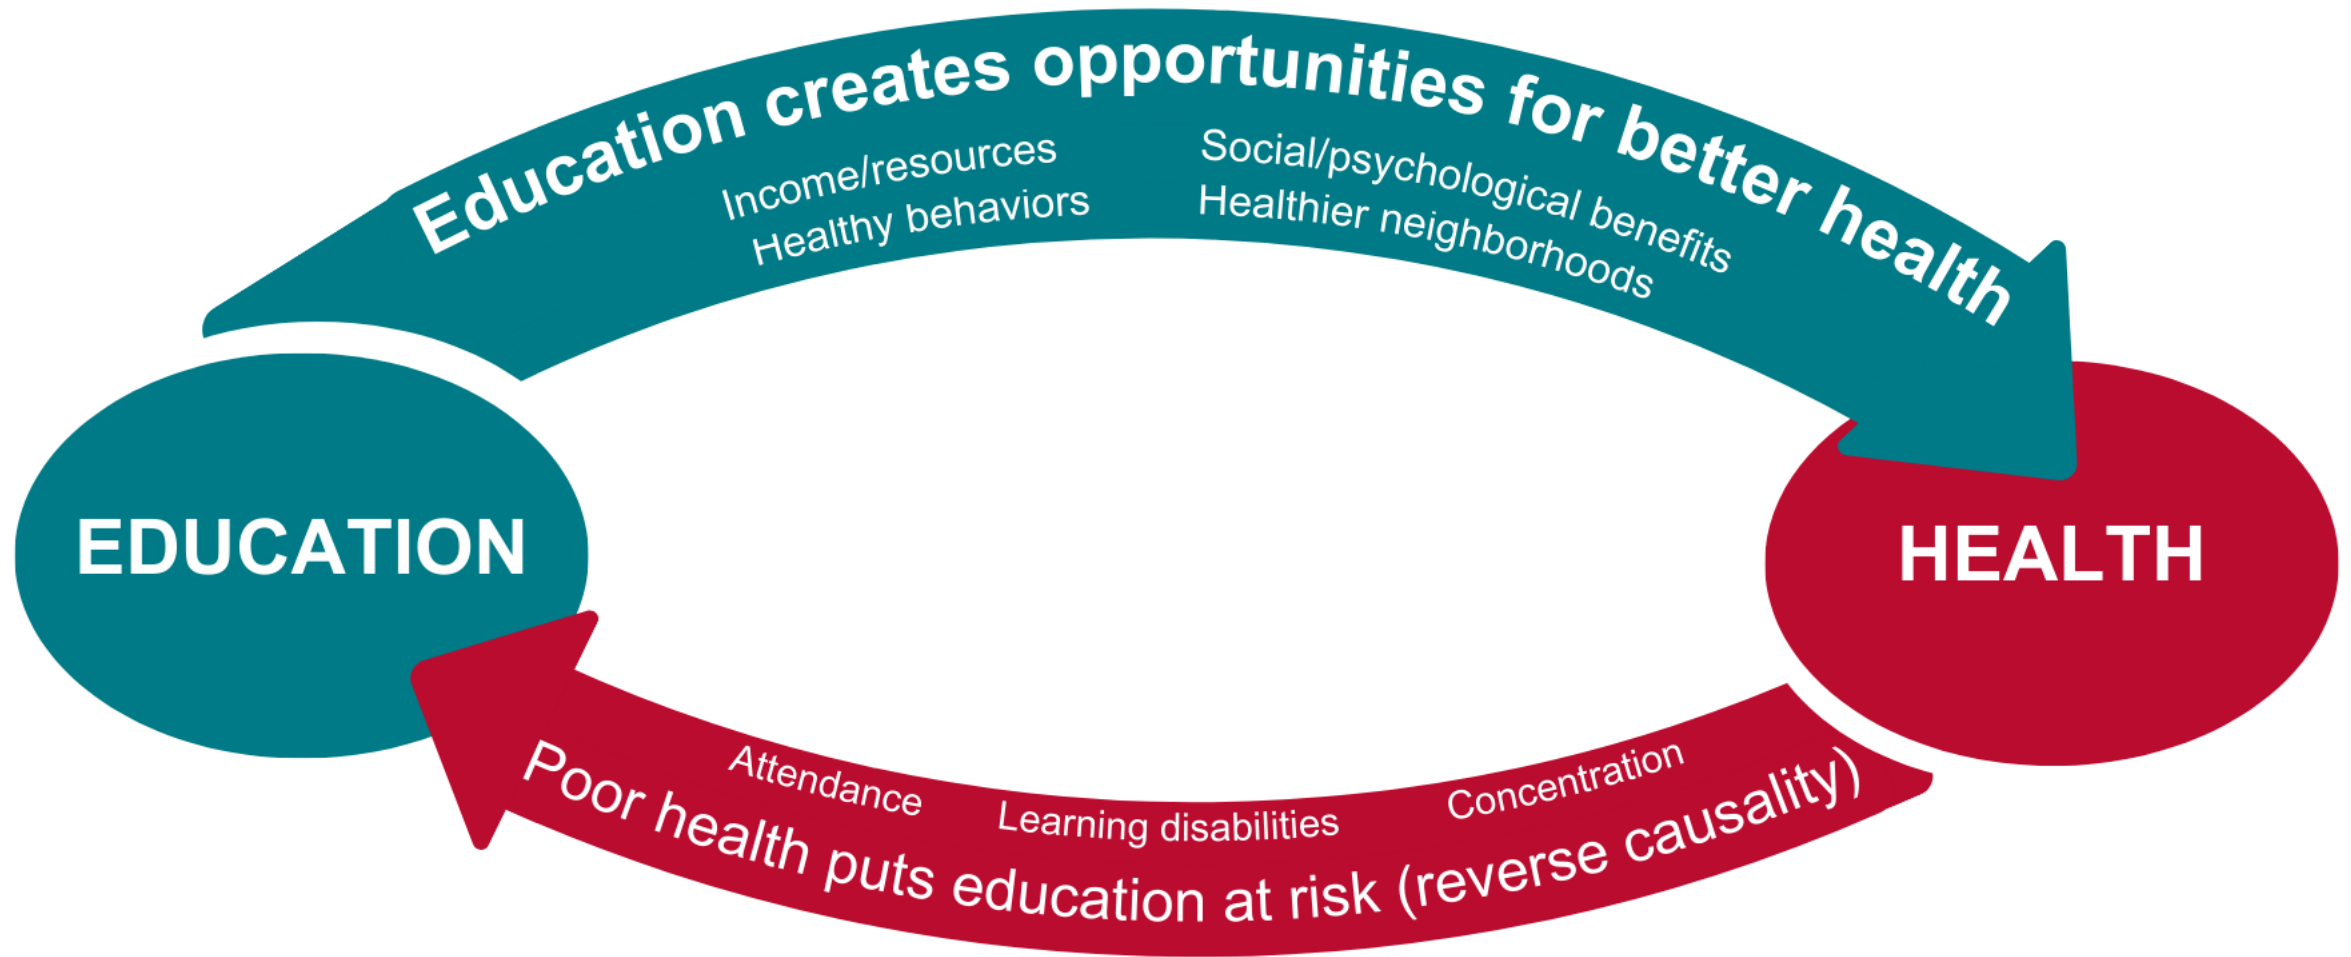 Education creates opportunities for better health
Income/resources
Healthy behaviors
Social/psychological benefits
Healthier neighborhoods
EDUCATION
HEALTH
Attendance
Learning disabilities
Concentration
Poor health puts education at risk (reverse causality)